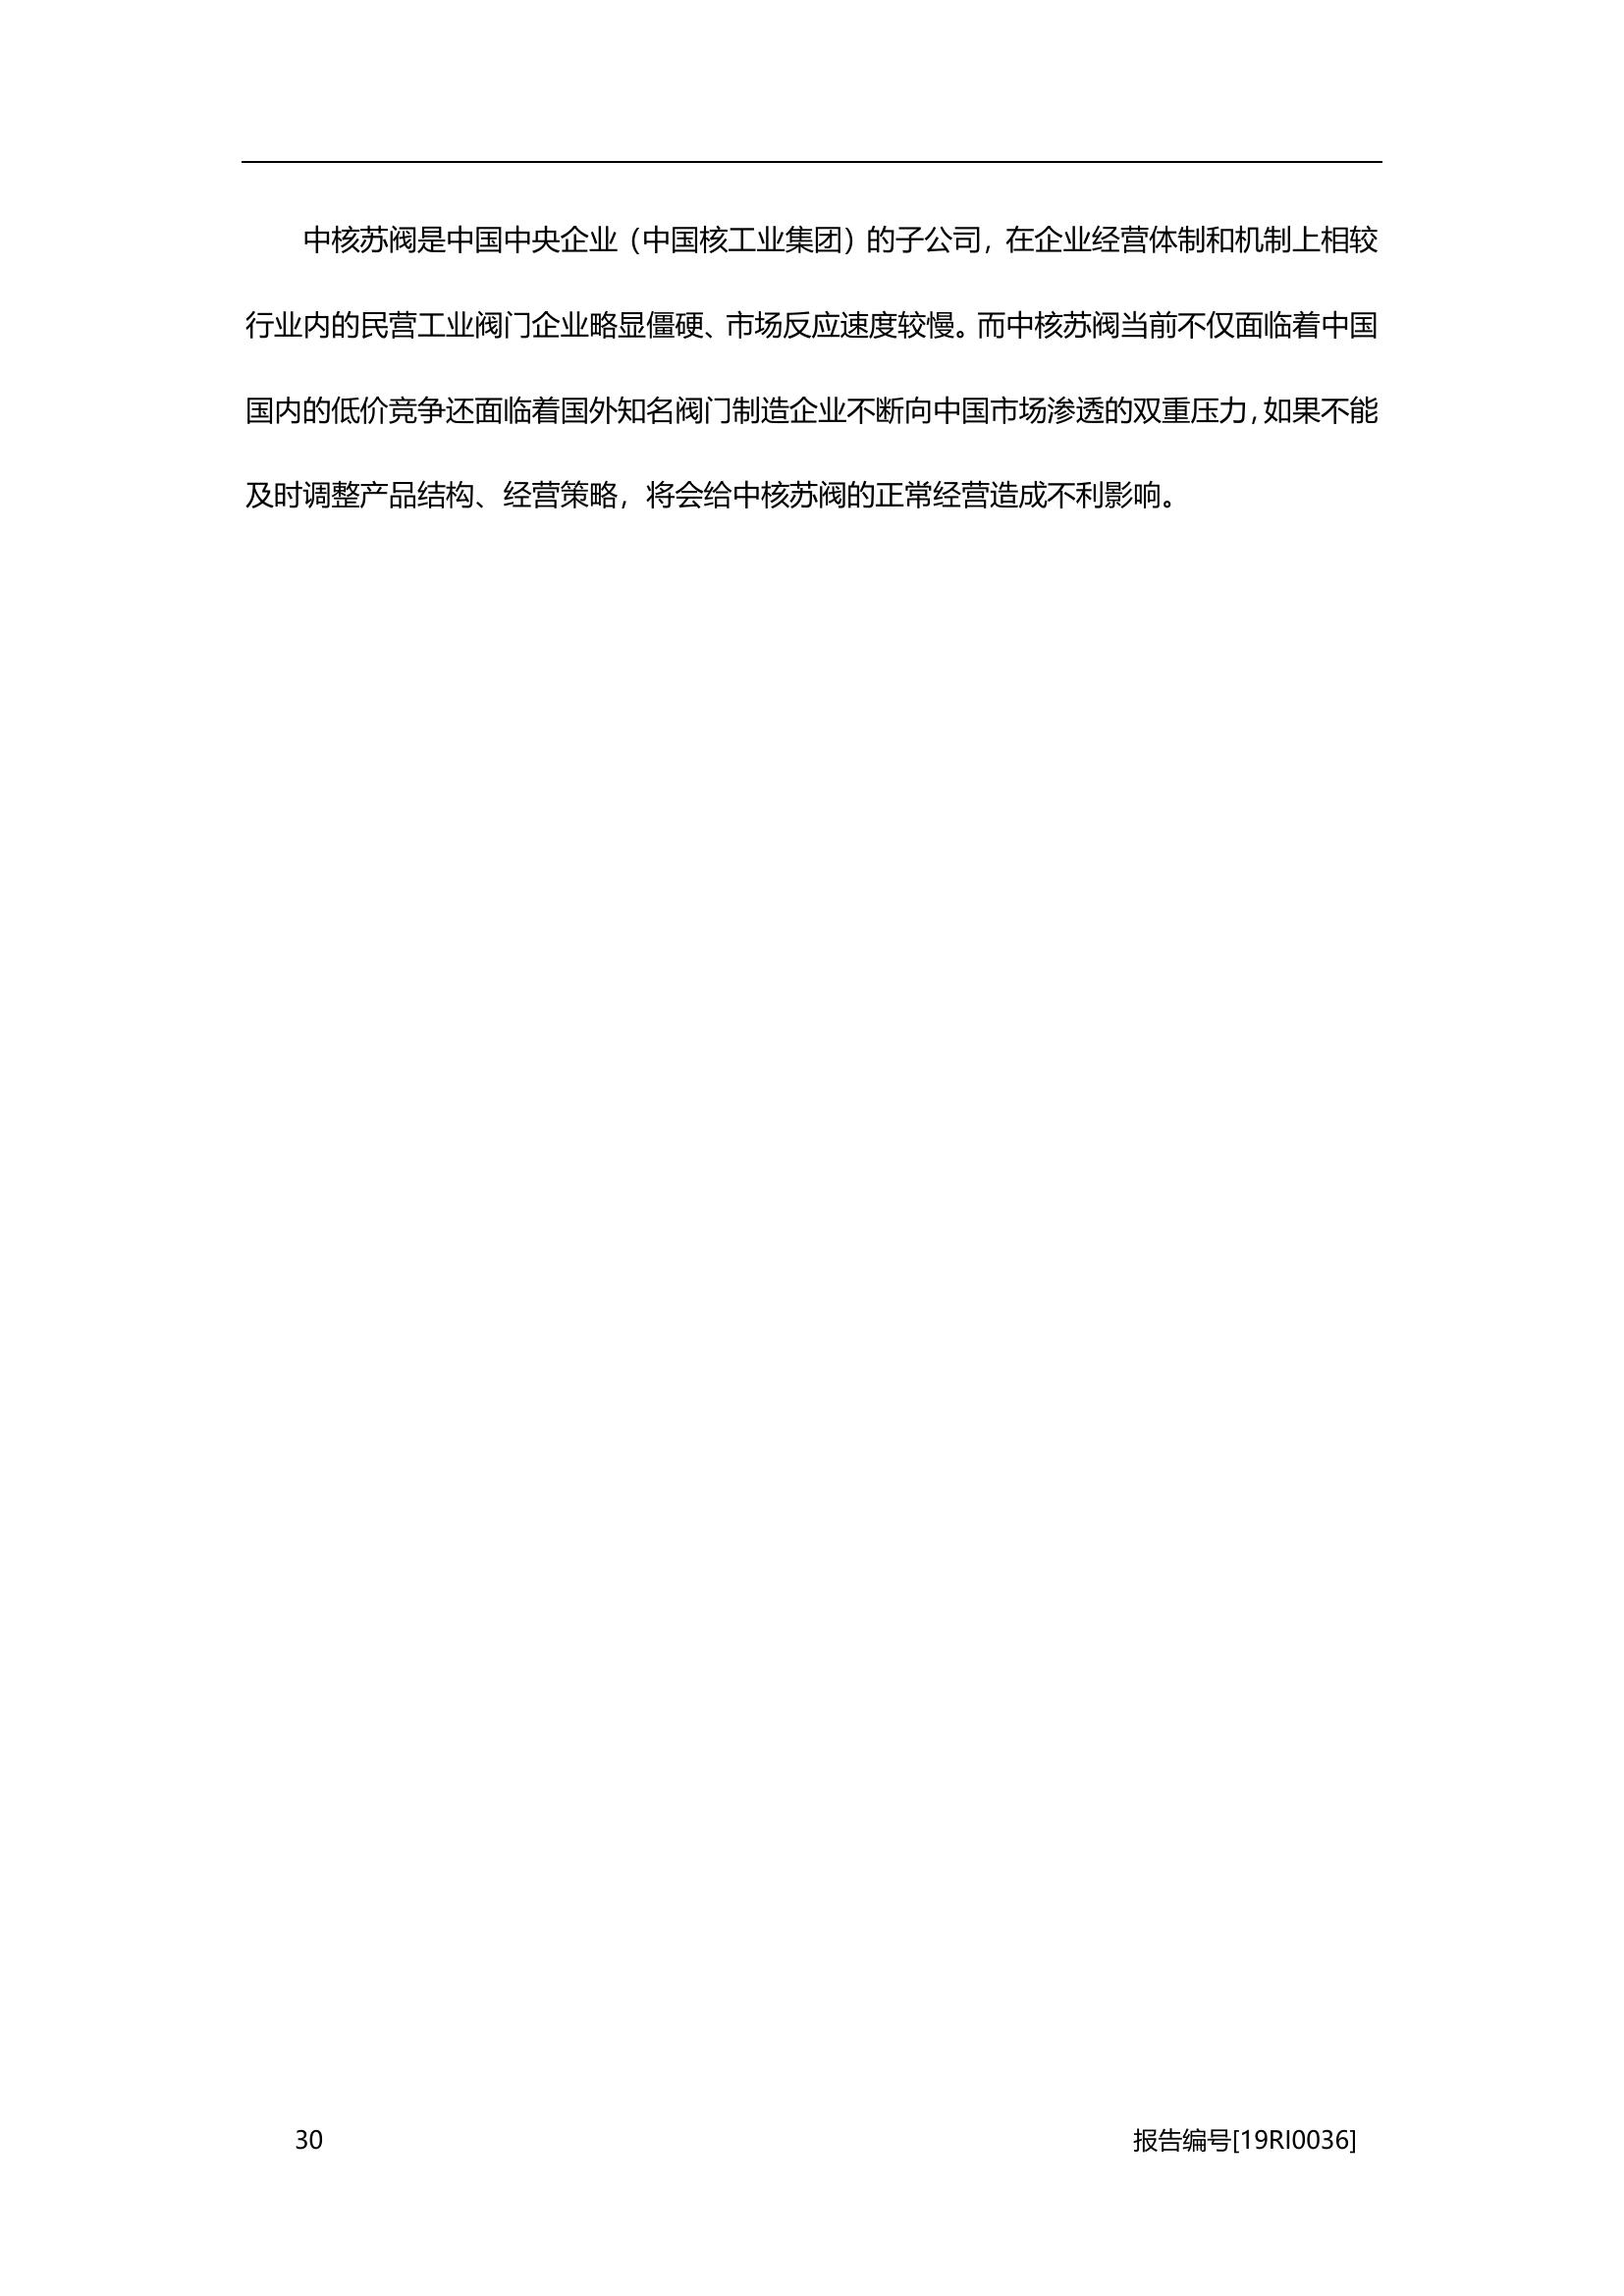 中核苏阀是中国中央企业（中国核工业集团）的子公司，在企业经营体制和机制上相较
行业内的民营工业阀门企业略显僵硬、市场反应速度较慢。而中核苏阀当前不仅面临着中国
国内的低价竞争还面临着国外知名阀门制造企业不断向中国市场渗透的双重压力，如果不能
及时调整产品结构、经营策略，将会给中核苏阀的正常经营造成不利影响。
30 报告编号[19RI0036]